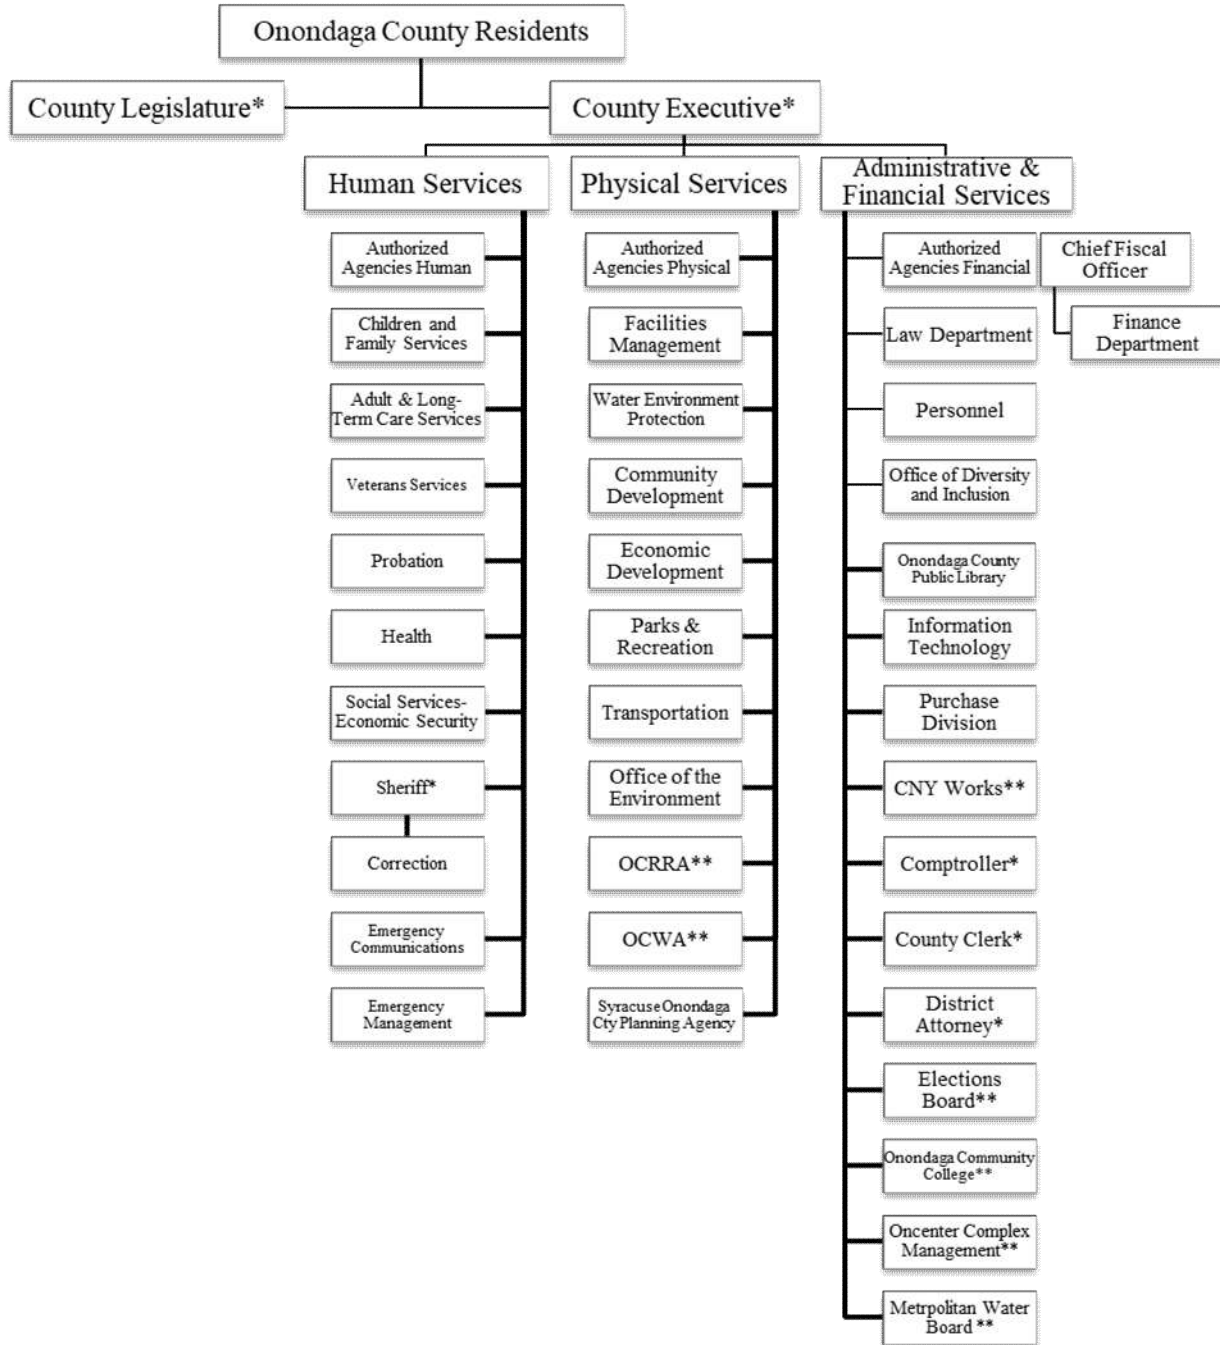 Onondaga County Residents
County Legislature*
County Executive*
Human Services
Physical Services
Administrative &
Financial Services
Authorized
Agencies Human
Children and
Family Services
Adult & Long-
Term Care Services
Veterans Services
Probation
Health
Social Services-
Economic Security
Sheriff*
Correction
Emergency
Communications
Emergency
Management
Authorized
Agencies Physical
Facilities
Management
Water Environment
Protection
Community
Development
Economic
Development
Parks &
Recreation
Transportation
Office of the
Environment
OCRRA**
OCWA**
Syracuse Onondaga
Cty Planning Agency
Authorized
Agencies Financial
Chief Fiscal
Officer
Finance
Department
Law Department
Personnel
Office of Diversity
and Inclusion
Onondaga County
Public Library
Information
Technology
Purchase
Division
CNY Works**
Comptroller*
County Clerk*
District
Attorney*
Elections
Board**
Onondaga Community
College**
Oncenter Complex
Management**
Metrpolitan Water
Board **